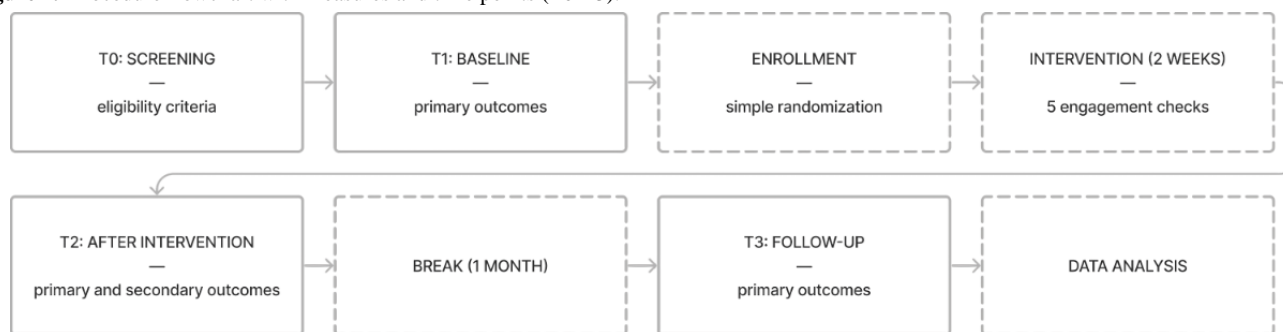 T0: SCREENING
—
eligibility criteria
T1: BASELINE
—
primary outcomes
ENROLLMENT
—
simple randomization
INTERVENTION (2 WEEKS)
—
5 engagement checks
T2: AFTER INTERVENTION
—
primary and secondary outcomes
BREAK (1 MONTH)
T3: FOLLOW-UP
—
primary outcomes
DATA ANALYSIS